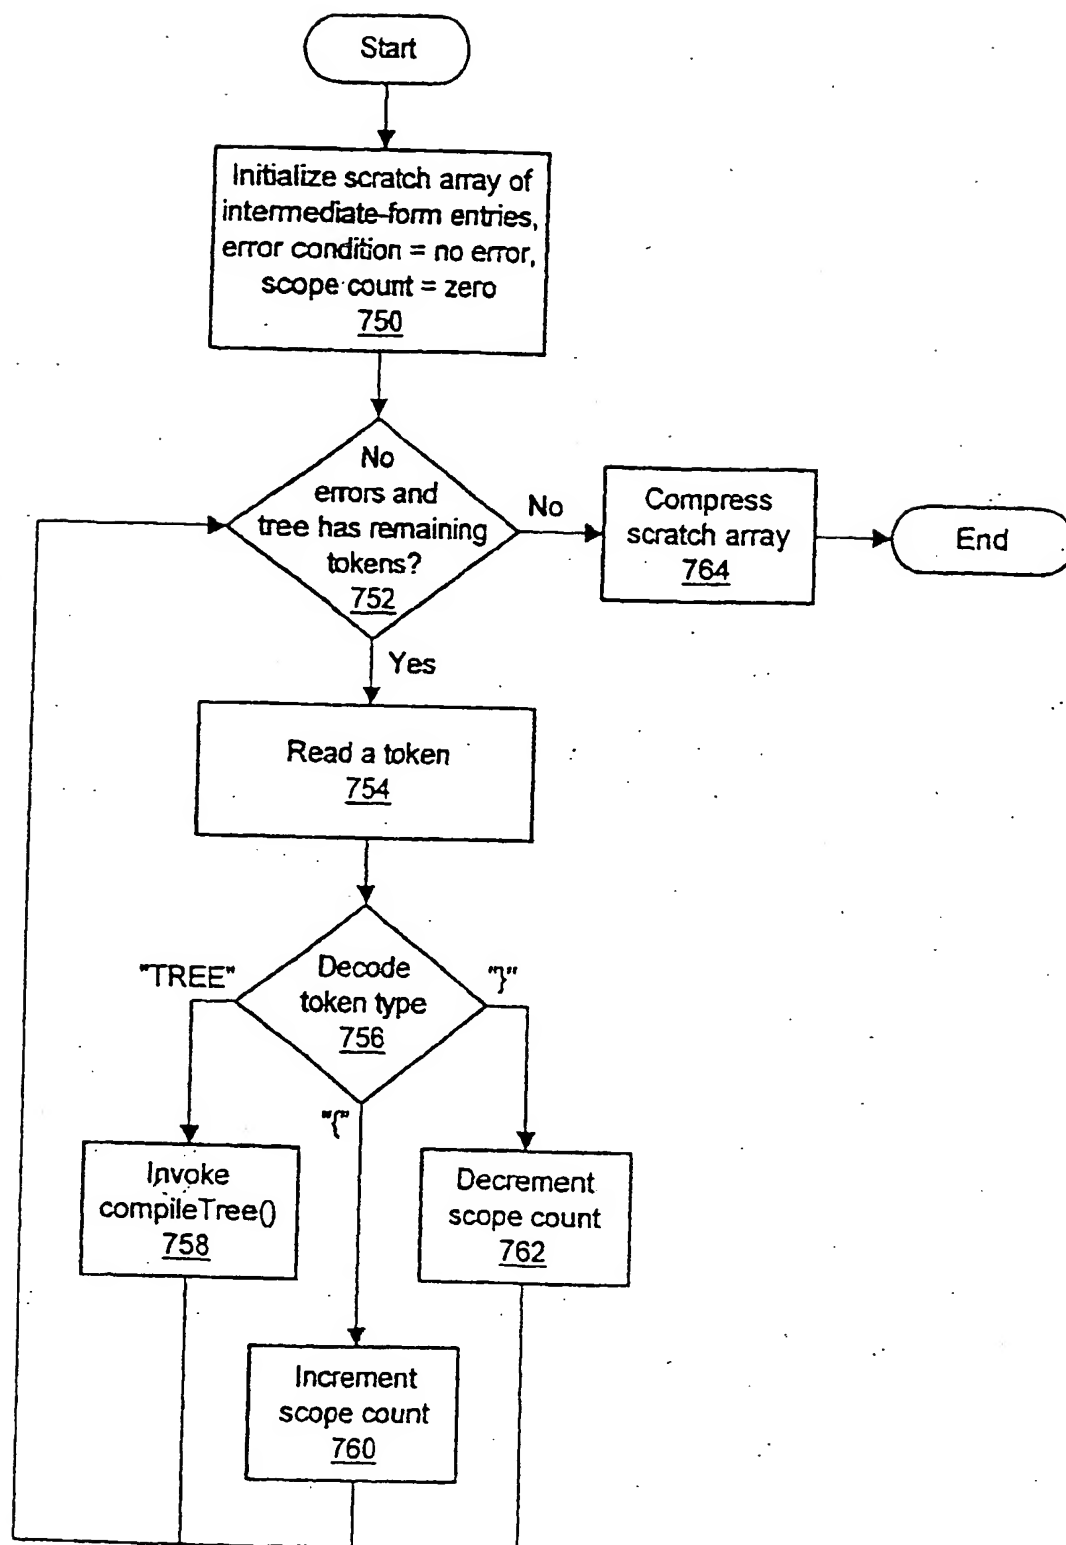 Start
Initialize scratch array of
intermediate-form entries,
error condition = no error,
scope count = zero
750
No
errors and
tree has remaining
tokens?
752
No
Compress
scratch array
764
End
Yes
Read a token
754
Decode
token type
756
"TREE"
"}"
"{"
Invoke
compileTree()
758
Decrement
scope count
762
Increment
scope count
760